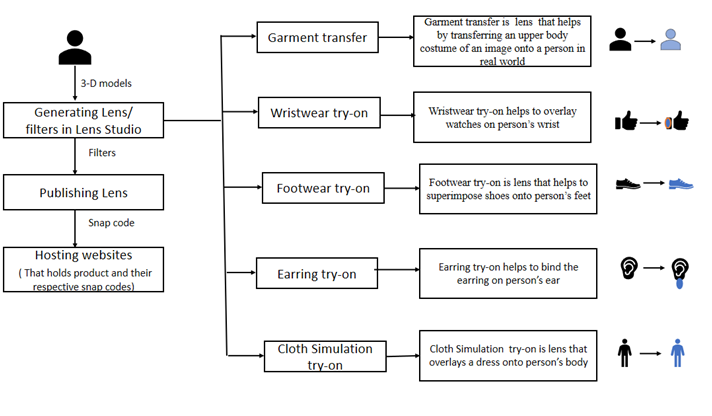 3-D models
Generating Lens/
filters in Lens Studio
Filters
Publishing Lens
Snap code
Hosting websites
( That holds product and their
respective snap codes)
Garment transfer
Garment transfer is lens that helps
by transferring an upper body
costume of an image onto a person in
real world
Wristwear try-on
Wristwear try-on helps to overlay
watches on person's wrist
Footwear try-on
Footwear try-on is lens that helps to
superimpose shoes onto person's feet
Earring try-on
Earring try-on helps to bind the
earring on person's ear
Cloth Simulation
try-on
Cloth Simulation try-on is lens that
overlays a dress onto person's body